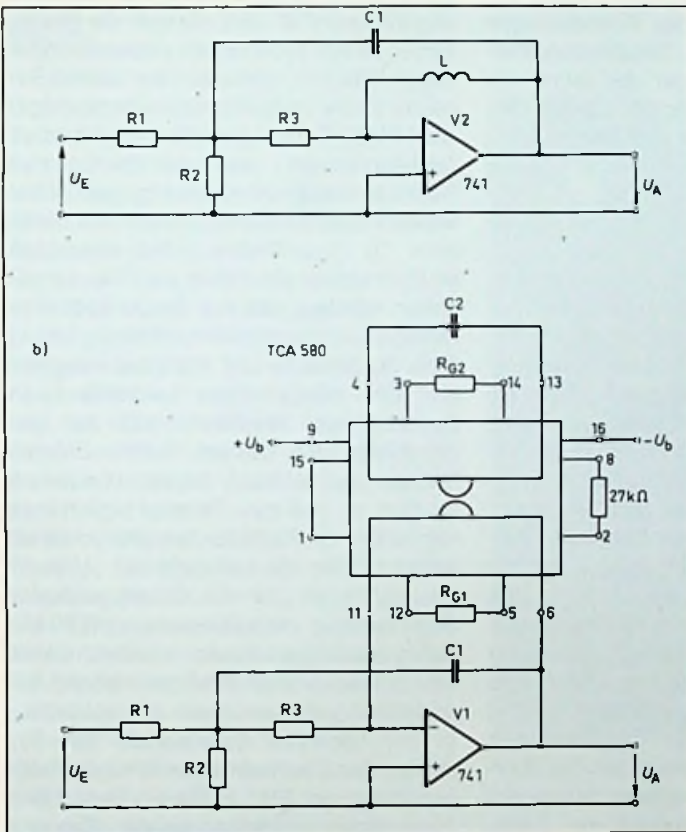 C1
L
R1
R3
V2
R2
741
U_E
U_A
C2
b)
TCA 580
4 3 R_G2 14 13
9 16
+U_b -U_b
15 8
27kΩ
1 2
11 12 R_G1 5 6
C1
R1
R3
V1
R2
741
U_E
U_A